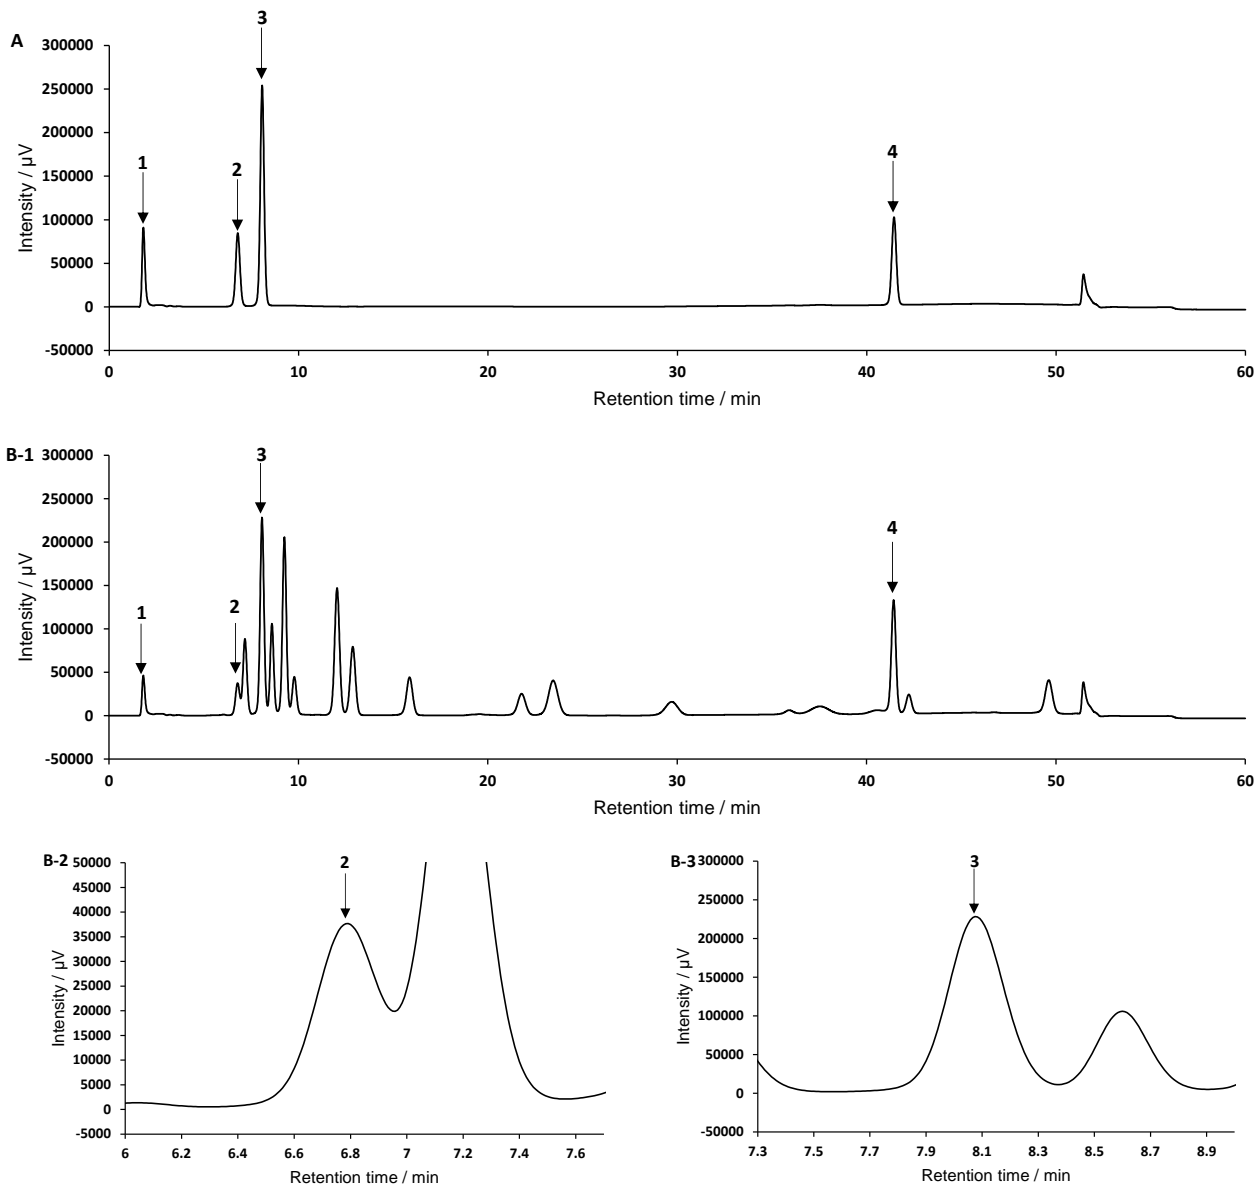 A
3
300000
250000
200000
150000
100000
50000
0
-50000
Intensity / µV
1
2
4
0 10 20 30 40 50 60
Retention time / min
B-1
3
300000
250000
200000
150000
100000
50000
0
-50000
Intensity / µV
1
2
4
0 10 20 30 40 50 60
Retention time / min
B-2
2
50000
45000
40000
35000
30000
25000
20000
15000
10000
5000
0
-5000
Intensity / µV
6 6.2 6.4 6.6 6.8 7 7.2 7.4 7.6
Retention time / min
B-3
3
300000
250000
200000
150000
100000
50000
0
-50000
Intensity / µV
7.3 7.5 7.7 7.9 8.1 8.3 8.5 8.7 8.9
Retention time / min